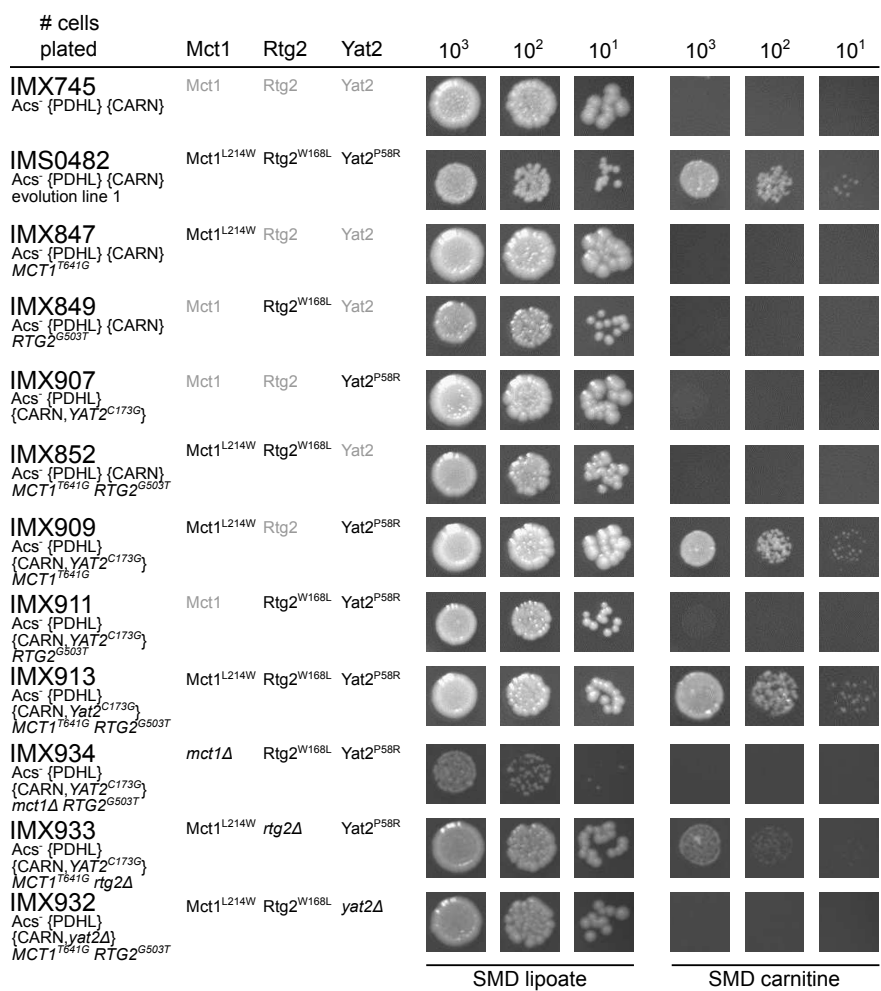 # cells
plated Mct1 Rtg2 Yat2 10³ 10² 10¹ 10³ 10² 10¹
IMX745 Mct1 Rtg2 Yat2
Acs⁻ {PDHL} {CARN}
IMS0482 Mct1ᴸ²¹⁴ᵂ Rtg2ᵂ¹⁶⁸ᴸ Yat2ᴾ⁵⁸ᴿ
Acs⁻ {PDHL} {CARN}
evolution line 1
IMX847 Mct1ᴸ²¹⁴ᵂ Rtg2 Yat2
Acs⁻ {PDHL} {CARN}
MCT1ᵀ⁶⁴¹ᴳ
IMX849 Mct1 Rtg2ᵂ¹⁶⁸ᴸ Yat2
Acs⁻ {PDHL} {CARN}
RTG2ᴳ⁵⁰³ᵀ
IMX907 Mct1 Rtg2 Yat2ᴾ⁵⁸ᴿ
Acs⁻ {PDHL}
{CARN,YAT2ᶜ¹⁷³ᴳ}
IMX852 Mct1ᴸ²¹⁴ᵂ Rtg2ᵂ¹⁶⁸ᴸ Yat2
Acs⁻ {PDHL} {CARN}
MCT1ᵀ⁶⁴¹ᴳ RTG2ᴳ⁵⁰³ᵀ
IMX909 Mct1ᴸ²¹⁴ᵂ Rtg2 Yat2ᴾ⁵⁸ᴿ
Acs⁻ {PDHL}
{CARN,YAT2ᶜ¹⁷³ᴳ}
MCT1ᵀ⁶⁴¹ᴳ
IMX911 Mct1 Rtg2ᵂ¹⁶⁸ᴸ Yat2ᴾ⁵⁸ᴿ
Acs⁻ {PDHL}
{CARN,YAT2ᶜ¹⁷³ᴳ}
RTG2ᴳ⁵⁰³ᵀ
IMX913 Mct1ᴸ²¹⁴ᵂ Rtg2ᵂ¹⁶⁸ᴸ Yat2ᴾ⁵⁸ᴿ
Acs⁻ {PDHL}
{CARN,Yat2ᶜ¹⁷³ᴳ}
MCT1ᵀ⁶⁴¹ᴳ RTG2ᴳ⁵⁰³ᵀ
IMX934 mct1Δ Rtg2ᵂ¹⁶⁸ᴸ Yat2ᴾ⁵⁸ᴿ
Acs⁻ {PDHL}
{CARN,YAT2ᶜ¹⁷³ᴳ}
mct1Δ RTG2ᴳ⁵⁰³ᵀ
IMX933 Mct1ᴸ²¹⁴ᵂ rtg2Δ Yat2ᴾ⁵⁸ᴿ
Acs⁻ {PDHL}
{CARN,YAT2ᶜ¹⁷³ᴳ}
MCT1ᵀ⁶⁴¹ᴳ rtg2Δ
IMX932 Mct1ᴸ²¹⁴ᵂ Rtg2ᵂ¹⁶⁸ᴸ yat2Δ
Acs⁻ {PDHL}
{CARN,yat2Δ}
MCT1ᵀ⁶⁴¹ᴳ RTG2ᴳ⁵⁰³ᵀ
SMD lipoate SMD carnitine